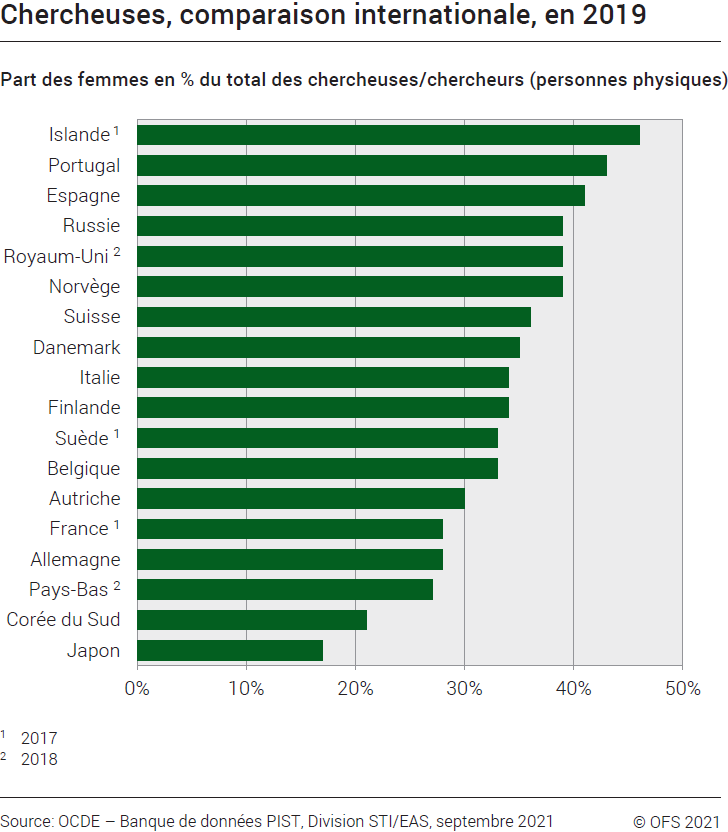 Chercheuses, comparaison internationale, en 2019
Part des femmes en % du total des chercheuses/chercheurs (personnes physiques)
Islande ¹
Portugal
Espagne
Russie
Royaum-Uni ²
Norvège
Suisse
Danemark
Italie
Finlande
Suède ¹
Belgique
Autriche
France ¹
Allemagne
Pays-Bas ²
Corée du Sud
Japon
0% 10% 20% 30% 40% 50%
¹ 2017
² 2018
Source: OCDE – Banque de données PIST, Division STI/EAS, septembre 2021 © OFS 2021